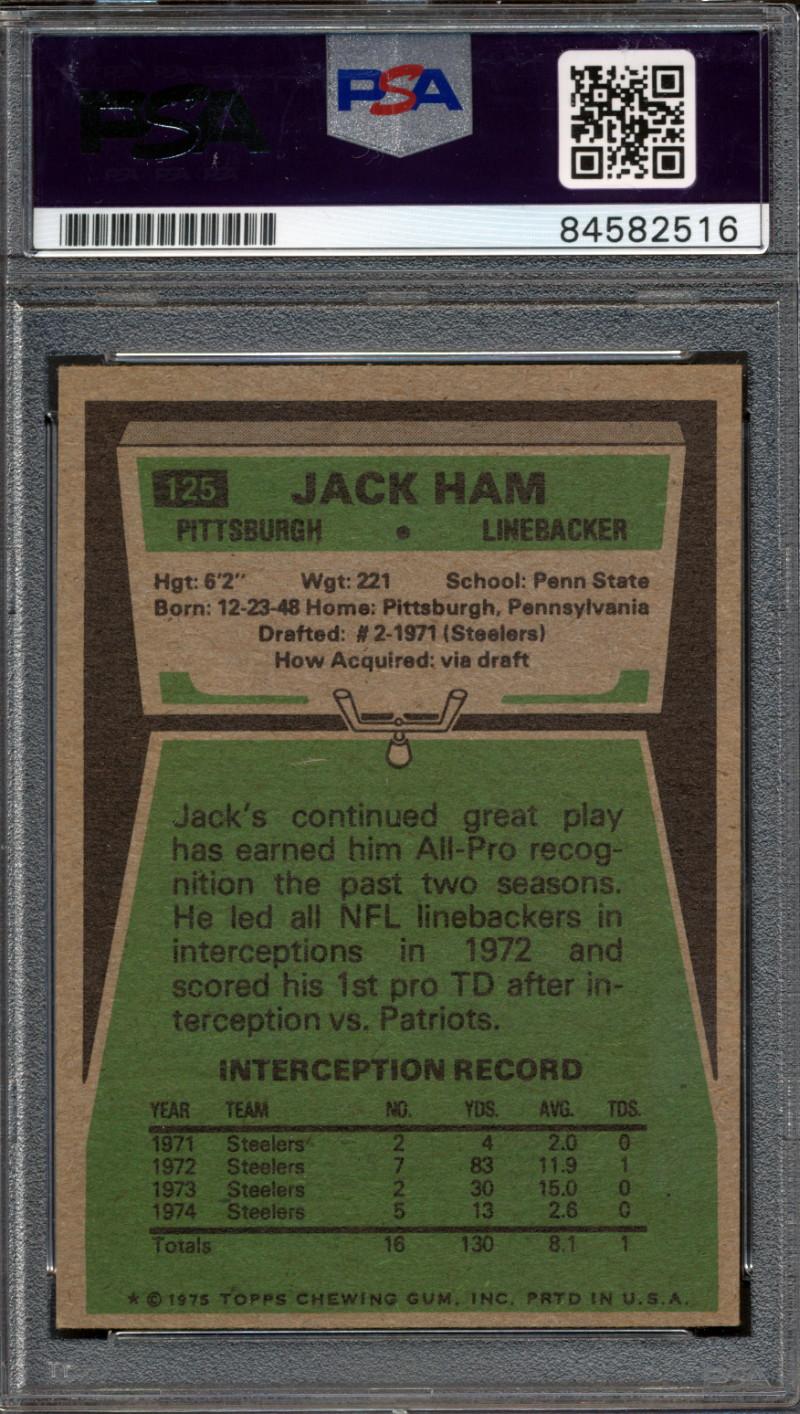 PSA
PSA
84582516
125 JACK HAM
PITTSBURGH • LINEBACKER
Hgt: 6'2" Wgt: 221 School: Penn State
Born: 12-23-48 Home: Pittsburgh, Pennsylvania
Drafted: #2-1971 (Steelers)
How Acquired: via draft
Jack's continued great play
has earned him All-Pro recog-
nition the past two seasons.
He led all NFL linebackers in
interceptions in 1972 and
scored his 1st pro TD after in-
terception vs. Patriots.
INTERCEPTION RECORD
YEAR TEAM NO. YDS. AVG. TDS.
1971 Steelers 2 4 2.0 0
1972 Steelers 7 83 11.9 1
1973 Steelers 2 30 15.0 0
1974 Steelers 5 13 2.6 0
Totals 16 130 8.1 1
* © 1975 TOPPS CHEWING GUM, INC. PRTD IN U.S.A.
PSA